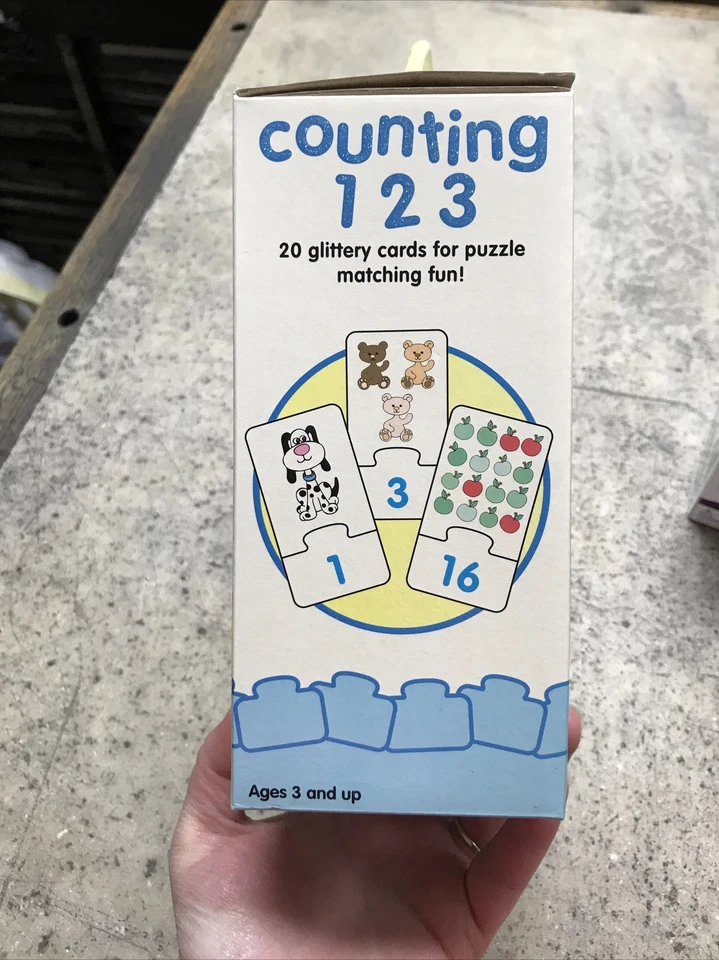 counting
1 2 3
20 glittery cards for puzzle
matching fun!
3
1
16
Ages 3 and up